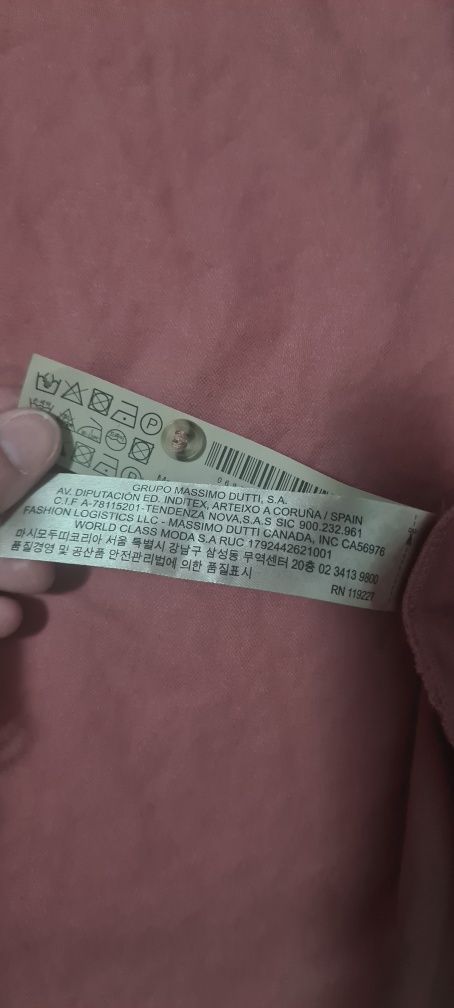 P
068
GRUPO MASSIMO DUTTI, S.A.
AV. DIPUTACIÓN ED. INDITEX, ARTEIXO A CORUÑA / SPAIN
C.I.F A-78115201-TENDENZA NOVA,S.A.S SIC 900.232.961
FASHION LOGISTICS LLC - MASSIMO DUTTI CANADA, INC CA56976
WORLD CLASS MODA S.A RUC 1792442621001
마시모두띠코리아 서울 특별시 강남구 삼성동 무역센터 20층 02 3413 9800
품질경영 및 공산품 안전관리법에 의한 품질표시
RN 119227